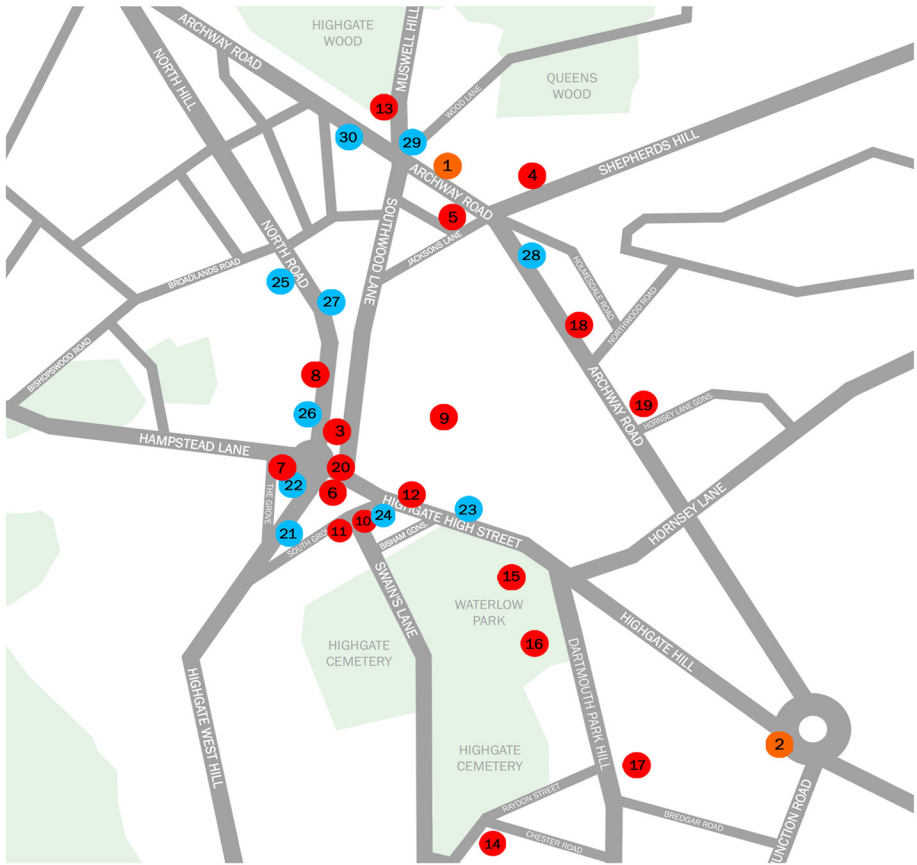 HIGHGATE
WOOD
ARCHWAY ROAD
MUSWELL HILL
QUEENS
WOOD
NORTH HILL
WOOD LANE
13
30
29
1
4
SHEPHERDS HILL
ARCHWAY ROAD
5
SOUTHWOOD LANE
JACKSONS LANE
28
HOLMESDALE ROAD
NORTH ROAD
BROADLANDS ROAD
25
27
18
NORTHWOOD ROAD
BISHOPSWOOD ROAD
8
ARCHWAY ROAD
19
HORNSEY LANE GDNS.
26
9
3
HAMPSTEAD LANE
7
20
22
6
12
THE GROVE
HIGHGATE HIGH STREET
23
24
10
11
21
SOUTH GRO
BISHAM GDNS.
HORNSEY LANE
SWAIN'S LANE
15
WATERLOW
PARK
16
HIGHGATE
CEMETERY
HIGHGATE HILL
DARTMOUTH PARK HILL
HIGHGATE WEST HILL
HIGHGATE
CEMETERY
2
17
RAYDON STREET
BREDGAR ROAD
UNCTION ROAD
CHESTER ROAD
14